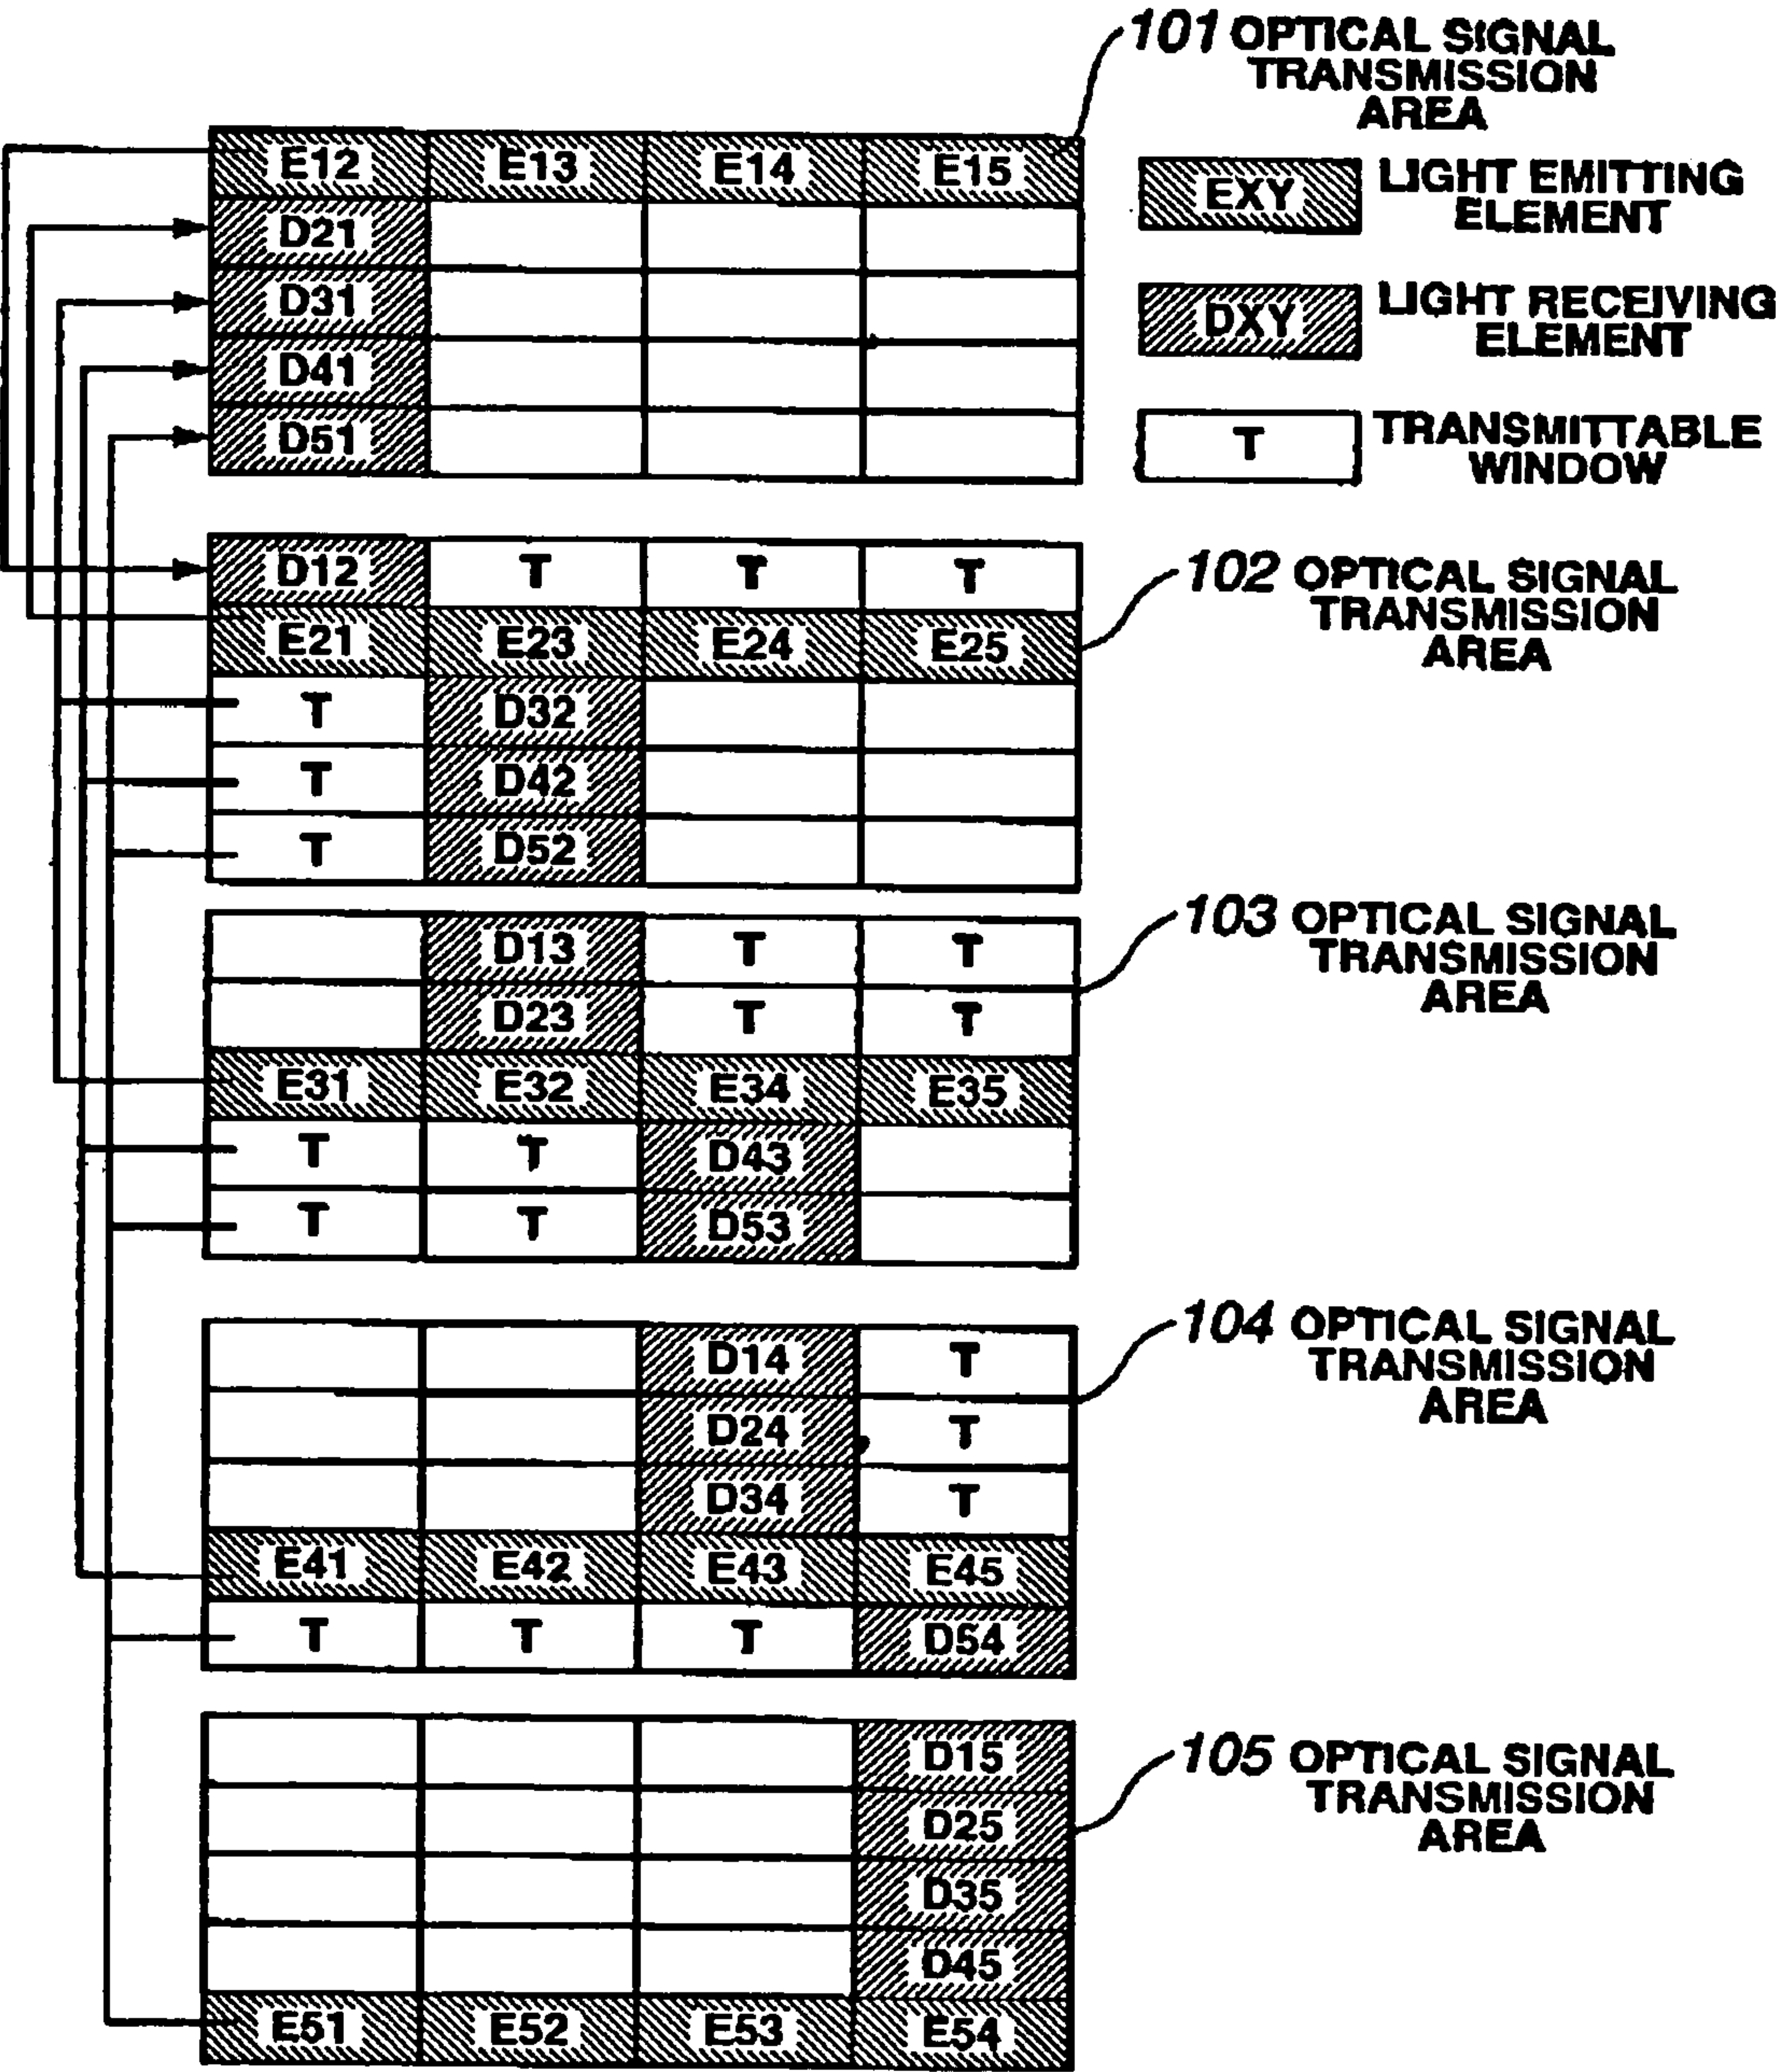 101 OPTICAL SIGNAL
TRANSMISSION
AREA
E12 E13 E14 E15
D21
D31
D41
D51
EXY LIGHT EMITTING
ELEMENT
DXY LIGHT RECEIVING
ELEMENT
T TRANSMITTABLE
WINDOW
D12 T T T
E21 E23 E24 E25
T D32
T D42
T D52
102 OPTICAL SIGNAL
TRANSMISSION
AREA
D13 T T
D23 T T
E31 E32 E34 E35
T T D43
T T D53
103 OPTICAL SIGNAL
TRANSMISSION
AREA
D14 T
D24 T
D34 T
E41 E42 E43 E45
T T T D54
104 OPTICAL SIGNAL
TRANSMISSION
AREA
D15
D25
D35
D45
E51 E52 E53 E54
105 OPTICAL SIGNAL
TRANSMISSION
AREA